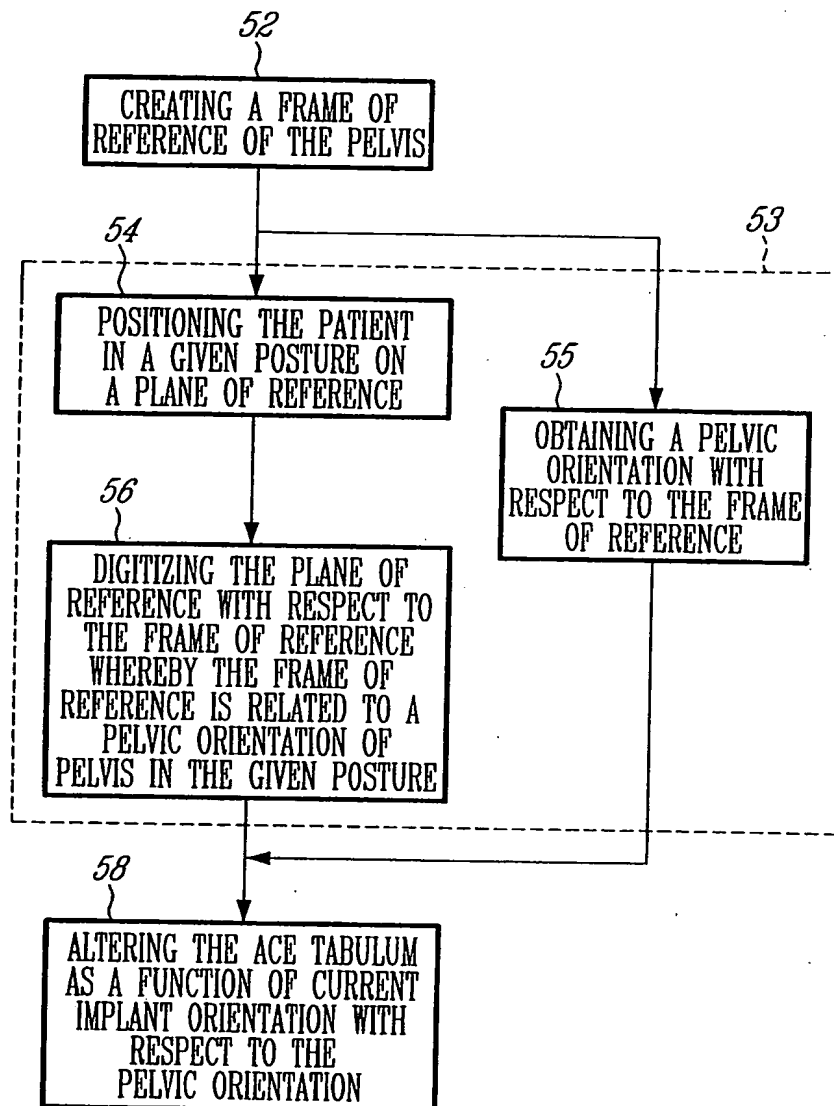 52
CREATING A FRAME OF
REFERENCE OF THE PELVIS
53
54
POSITIONING THE PATIENT
IN A GIVEN POSTURE ON
A PLANE OF REFERENCE
55
OBTAINING A PELVIC
ORIENTATION WITH
RESPECT TO THE FRAME
OF REFERENCE
56
DIGITIZING THE PLANE OF
REFERENCE WITH RESPECT TO
THE FRAME OF REFERENCE
WHEREBY THE FRAME OF
REFERENCE IS RELATED TO A
PELVIC ORIENTATION OF
PELVIS IN THE GIVEN POSTURE
58
ALTERING THE ACE TABULUM
AS A FUNCTION OF CURRENT
IMPLANT ORIENTATION WITH
RESPECT TO THE
PELVIC ORIENTATION